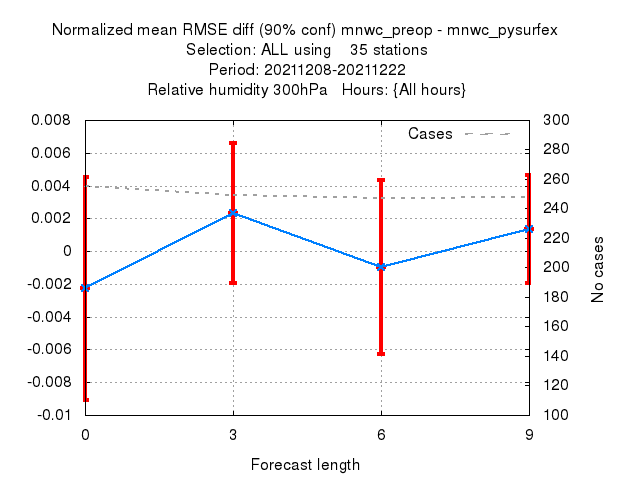 Normalized mean RMSE diff (90% conf) mnwc_preop - mnwc_pysurfex
Selection: ALL using    35 stations
Period: 20211208-20211222
Relative humidity 300hPa   Hours: {All hours}
Cases
0.008
0.006
0.004
0.002
0
-0.002
-0.004
-0.006
-0.008
-0.01
300
280
260
240
220
200
180
160
140
120
100
No cases
0 3 6 9
Forecast length